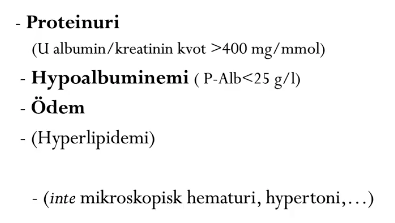 - Proteinuri
(U albumin/kreatinin kvot >400 mg/mmol)
- Hypoalbuminemi ( P-Alb<25 g/l)
- Ödem
- (Hyperlipidemi)
- (inte mikroskopisk hematuri, hypertoni,…)